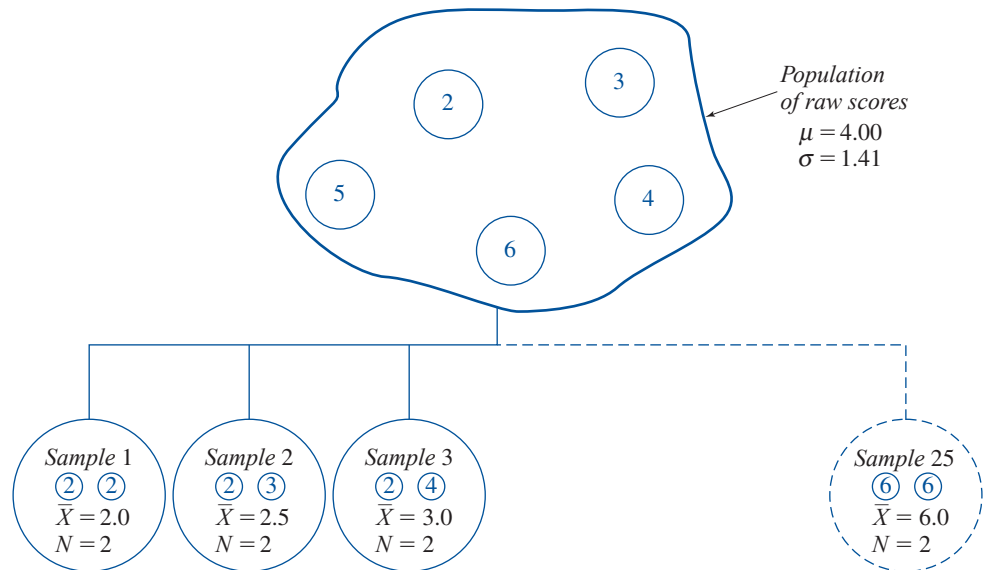 2
3
Population
of raw scores
μ = 4.00
σ = 1.41
5
4
6
Sample 1
2 2
X̄ = 2.0
N = 2
Sample 2
2 3
X̄ = 2.5
N = 2
Sample 3
2 4
X̄ = 3.0
N = 2
Sample 25
6 6
X̄ = 6.0
N = 2